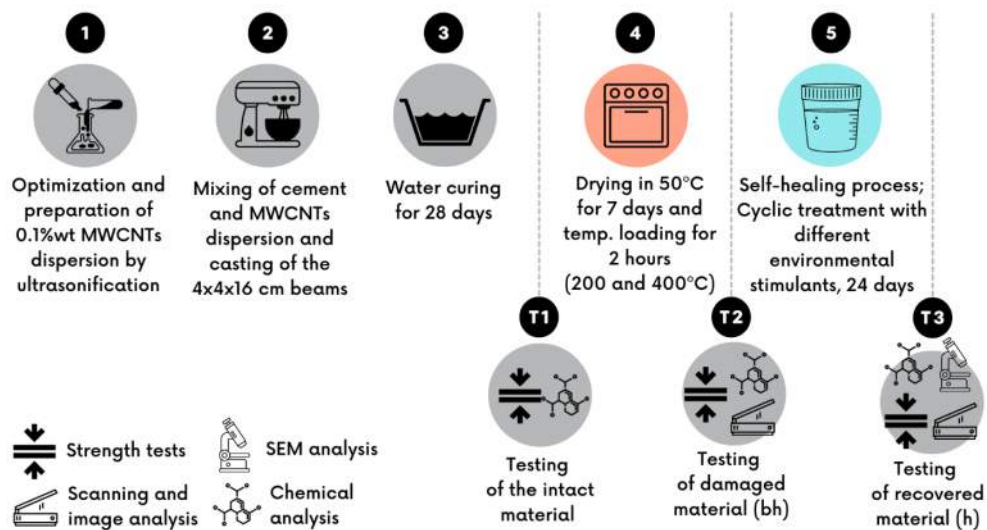 1
Optimization and
preparation of
0.1%wt MWCNTs
dispersion by
ultrasonification
2
Mixing of cement
and MWCNTs
dispersion and
casting of the
4x4x16 cm beams
3
Water curing
for 28 days
4
Drying in 50°C
for 7 days and
temp. loading for
2 hours
(200 and 400°C)
5
Self-healing process;
Cyclic treatment with
different
environmental
stimulants, 24 days
T1
Testing
of the intact
material
T2
Testing
of damaged
material (bh)
T3
Testing
of recovered
material (h)
Strength tests
SEM analysis
Scanning and
image analysis
Chemical
analysis